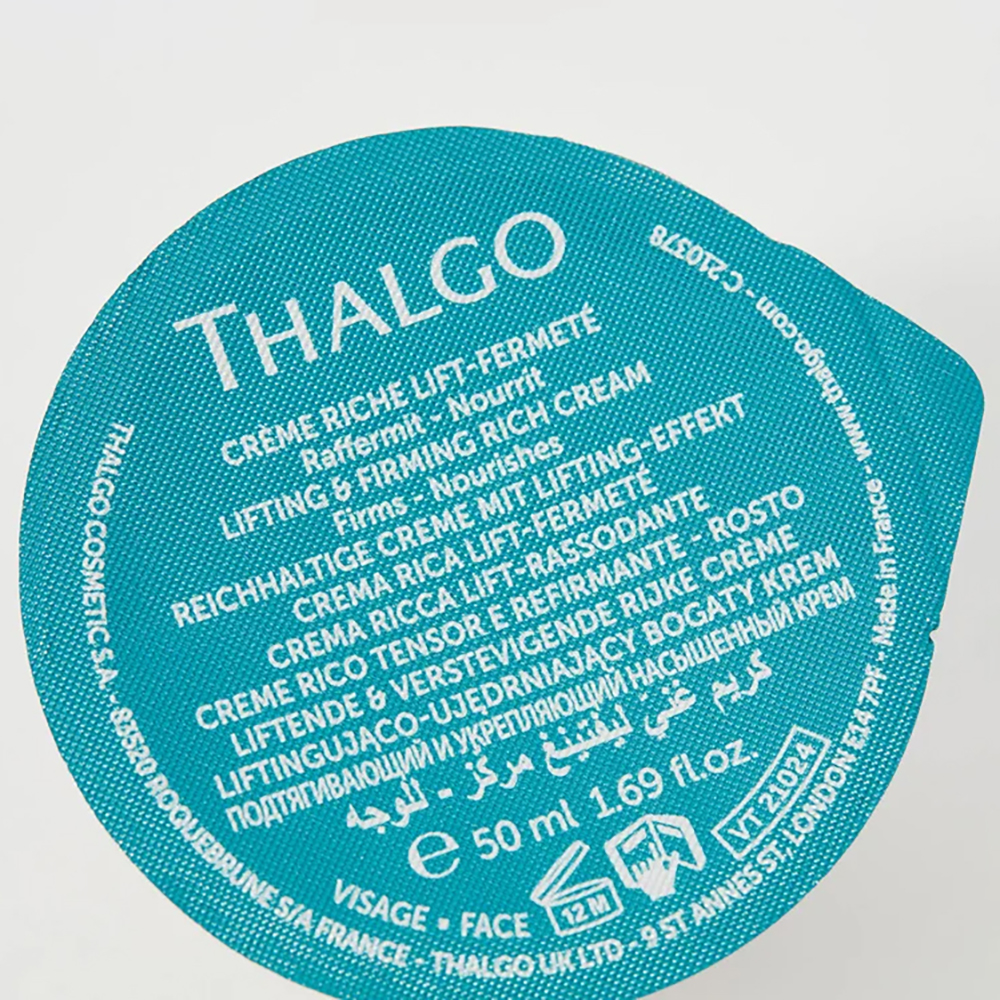 THALGO
CRÈME RICHE LIFT-FERMETÉ
Raffermit - Nourrit
LIFTING & FIRMING RICH CREAM
Firms - Nourishes
REICHHALTIGE CREME MIT LIFTING-EFFEKT
CREMA RICA LIFT-FERMETÉ
CREMA RICCA LIFT-RASSODANTE
CREME RICO TENSOR E REFIRMANTE - ROSTO
LIFTENDE & VERSTEVIGENDE RIJKE CRÈME
LIFTINGUJĄCO-UJĘDRNIAJĄCY BOGATY KREM
ПОДТЯГИВАЮЩИЙ И УКРЕПЛЯЮЩИЙ НАСЫЩЕННЫЙ КРЕМ
كريم غني ليفتينغ مركز - للوجه
e 50 ml 1.69 fl.oz.
VISAGE ▪ FACE
12 M
VT 21024
THALGO COSMETIC S.A. - 83520 ROQUEBRUNE S/A FRANCE - THALGO UK LTD - 9 ST ANNES ST, LONDON E14 7PF - Made in France - www.thalgo.com - C 210378